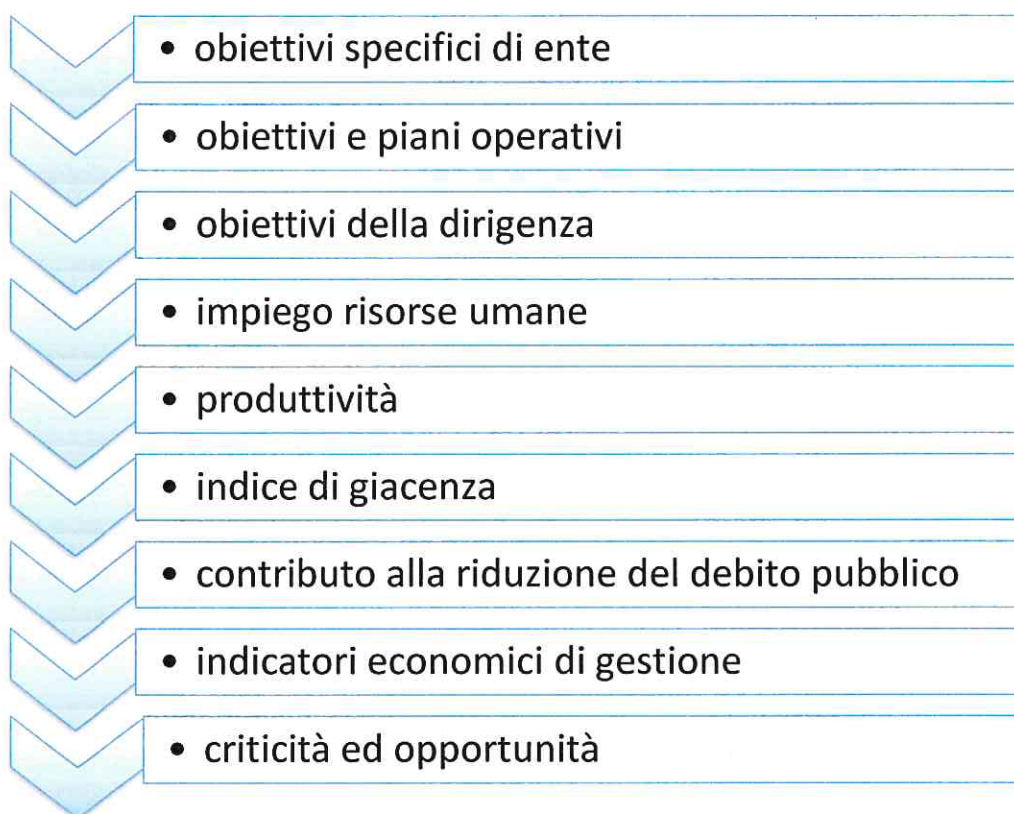 • obiettivi specifici di ente
• obiettivi e piani operativi
• obiettivi della dirigenza
• impiego risorse umane
• produttività
• indice di giacenza
• contributo alla riduzione del debito pubblico
• indicatori economici di gestione
• criticità ed opportunità